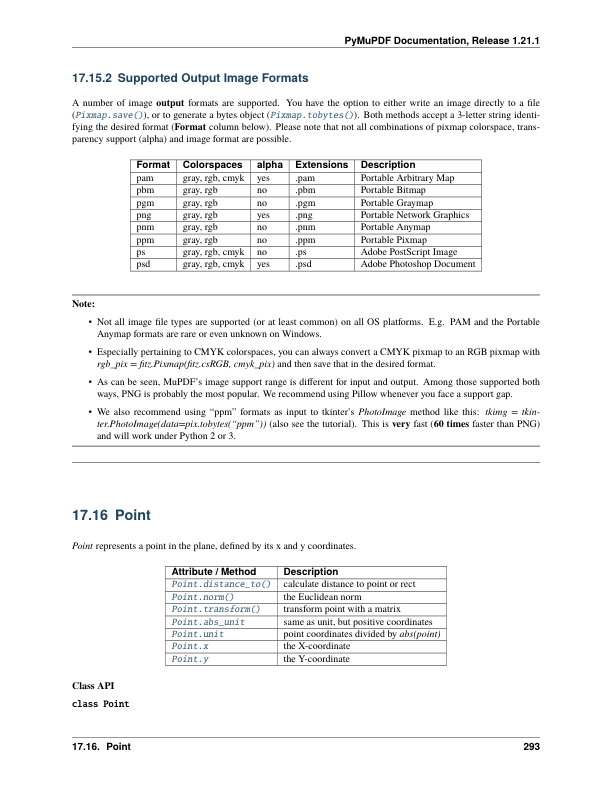 PyMuPDF Documentation, Release 1.21.1
17.15.2 Supported Output Image Formats
A number of image output formats are supported. You have the option to either write an image directly to a file
(Pixmap.save()), or to generate a bytes object (Pixmap.tobytes()). Both methods accept a 3-letter string identi-
fying the desired format (Format column below). Please note that not all combinations of pixmap colorspace, trans-
parency support (alpha) and image format are possible.
Format Colorspaces alpha Extensions Description
pam gray, rgb, cmyk yes .pam Portable Arbitrary Map
pbm gray, rgb no .pbm Portable Bitmap
pgm gray, rgb no .pgm Portable Graymap
png gray, rgb yes .png Portable Network Graphics
pnm gray, rgb no .pnm Portable Anymap
ppm gray, rgb no .ppm Portable Pixmap
ps gray, rgb, cmyk no .ps Adobe PostScript Image
psd gray, rgb, cmyk yes .psd Adobe Photoshop Document
Note:
• Not all image file types are supported (or at least common) on all OS platforms. E.g. PAM and the Portable
Anymap formats are rare or even unknown on Windows.
• Especially pertaining to CMYK colorspaces, you can always convert a CMYK pixmap to an RGB pixmap with
rgb_pix = fitz.Pixmap(fitz.csRGB, cmyk_pix) and then save that in the desired format.
• As can be seen, MuPDF's image support range is different for input and output. Among those supported both
ways, PNG is probably the most popular. We recommend using Pillow whenever you face a support gap.
• We also recommend using "ppm" formats as input to tkinter's PhotoImage method like this: tkimg = tkin-
ter.PhotoImage(data=pix.tobytes("ppm")) (also see the tutorial). This is very fast (60 times faster than PNG)
and will work under Python 2 or 3.
17.16 Point
Point represents a point in the plane, defined by its x and y coordinates.
Attribute / Method Description
Point.distance_to() calculate distance to point or rect
Point.norm() the Euclidean norm
Point.transform() transform point with a matrix
Point.abs_unit same as unit, but positive coordinates
Point.unit point coordinates divided by abs(point)
Point.x the X-coordinate
Point.y the Y-coordinate
Class API
class Point
17.16. Point 293